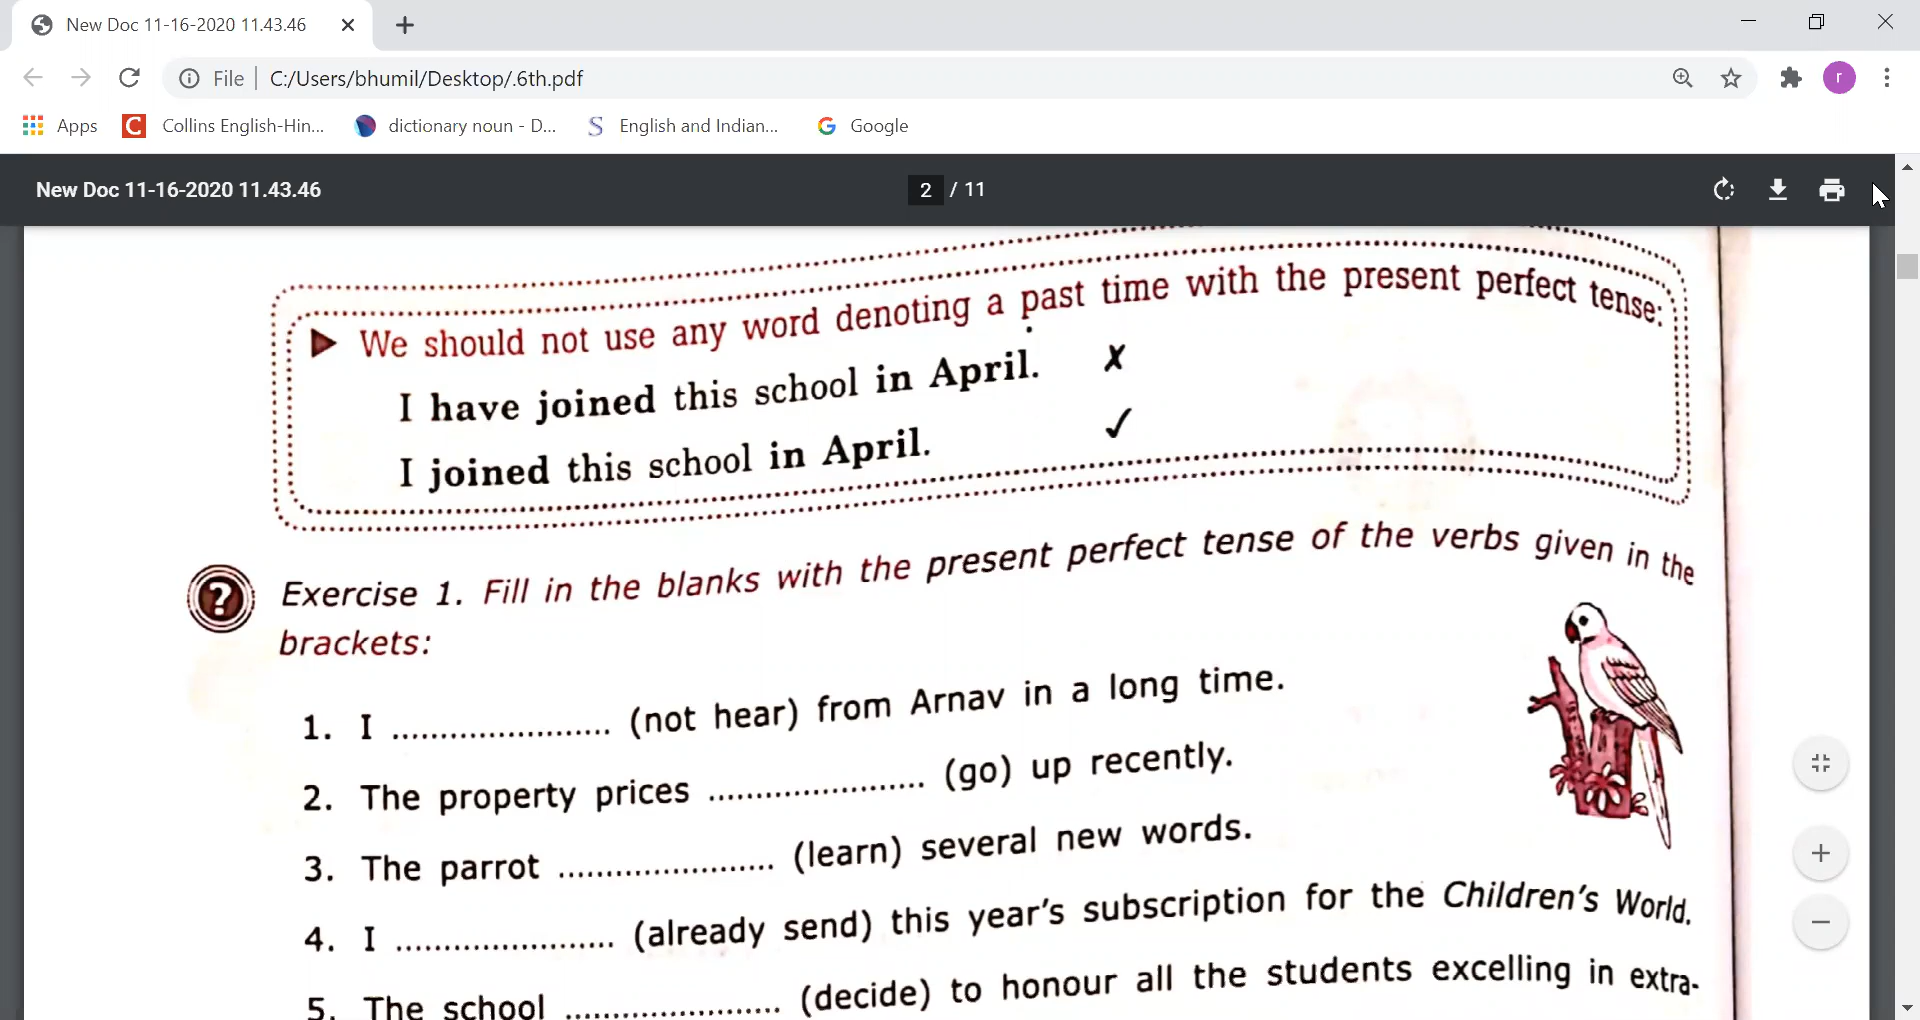 New Doc 11-16-2020 11.43.46
File C:/Users/bhumil/Desktop/.6th.pdf
r
Apps Collins English-Hin... dictionary noun - D... English and Indian... Google
New Doc 11-16-2020 11.43.46 2 / 11
We should not use any word denoting a past time with the present perfect tense:
I have joined this school in April. ✗
I joined this school in April. ✓
? Exercise 1. Fill in the blanks with the present perfect tense of the verbs given in the
brackets:
1. I ...................... (not hear) from Arnav in a long time.
2. The property prices ...................... (go) up recently.
3. The parrot ...................... (learn) several new words.
4. I ...................... (already send) this year's subscription for the Children's World.
5. The school ...................... (decide) to honour all the students excelling in extra-